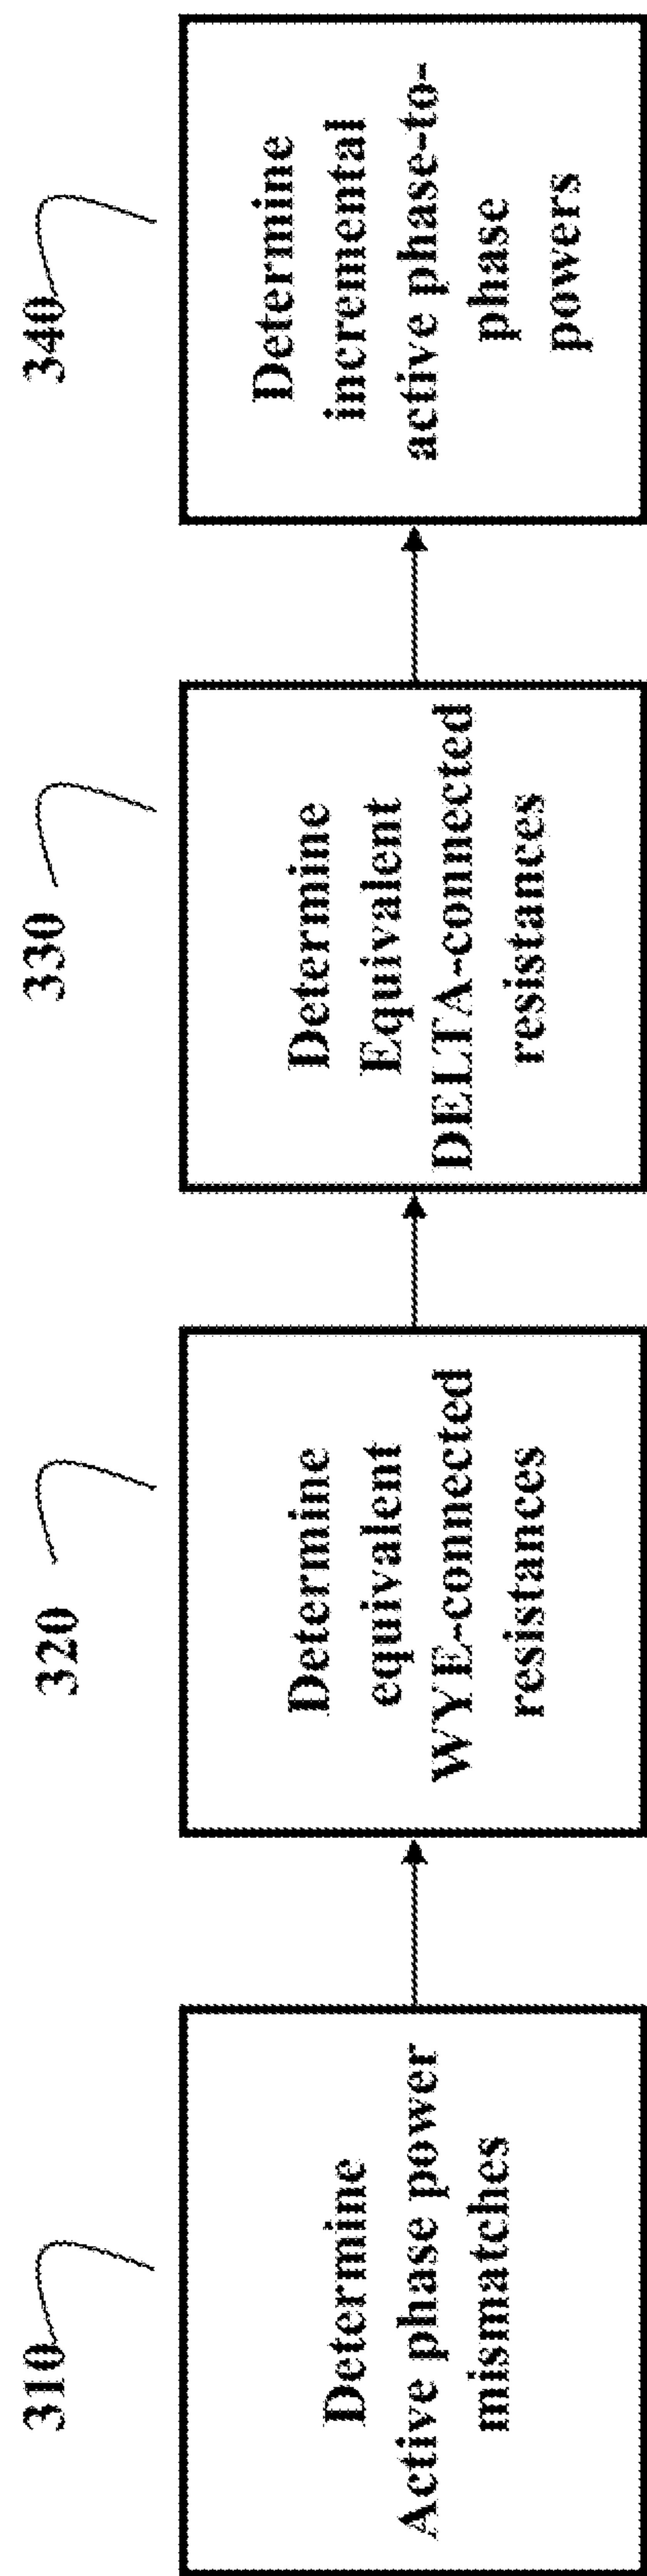 310
Determine
Active phase power
mismatches
320
Determine
equivalent
WYE-connected
resistances
330
Determine
Equivalent
DELTA-connected
resistances
340
Determine
incremental
active phase-to-
phase
powers